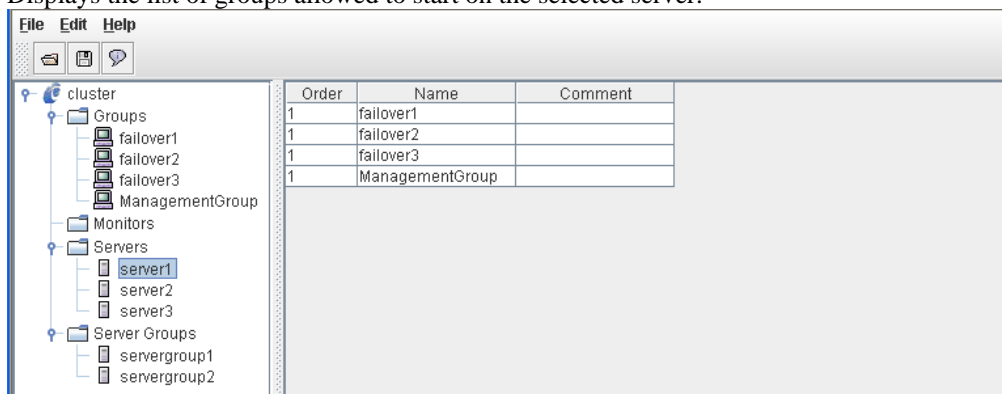 Displays the list of groups allowed to start on the selected server.
File Edit Help
cluster
Groups
failover1
failover2
failover3
ManagementGroup
Monitors
Servers
server1
server2
server3
Server Groups
servergroup1
servergroup2
Order Name Comment
1 failover1
1 failover2
1 failover3
1 ManagementGroup